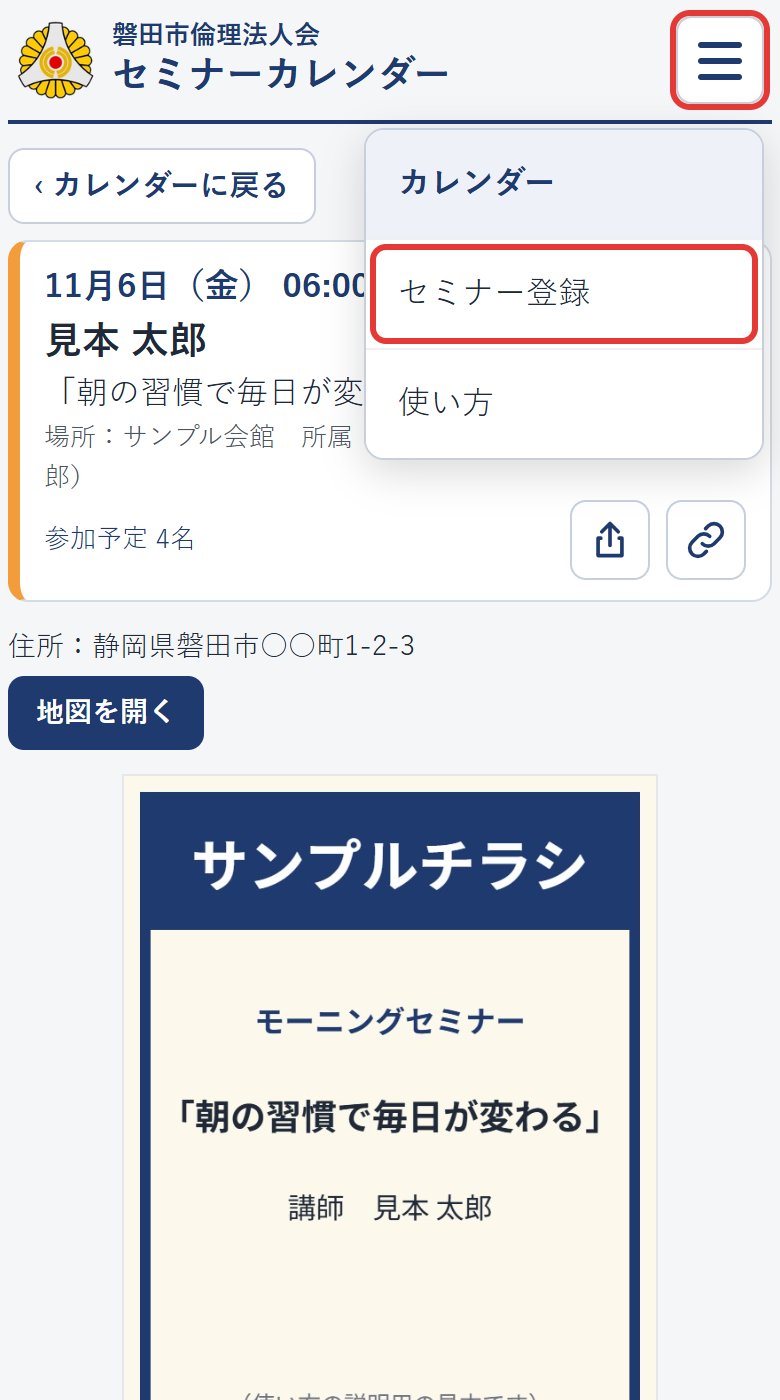 磐田市倫理法人会
セミナーカレンダー
‹ カレンダーに戻る
カレンダー
セミナー登録
使い方
11月6日（金） 06:00
見本 太郎
「朝の習慣で毎日が変
場所：サンプル会館　所属
郎）
参加予定 4名
住所：静岡県磐田市〇〇町1-2-3
地図を開く
サンプルチラシ
モーニングセミナー
「朝の習慣で毎日が変わる」
講師　見本 太郎